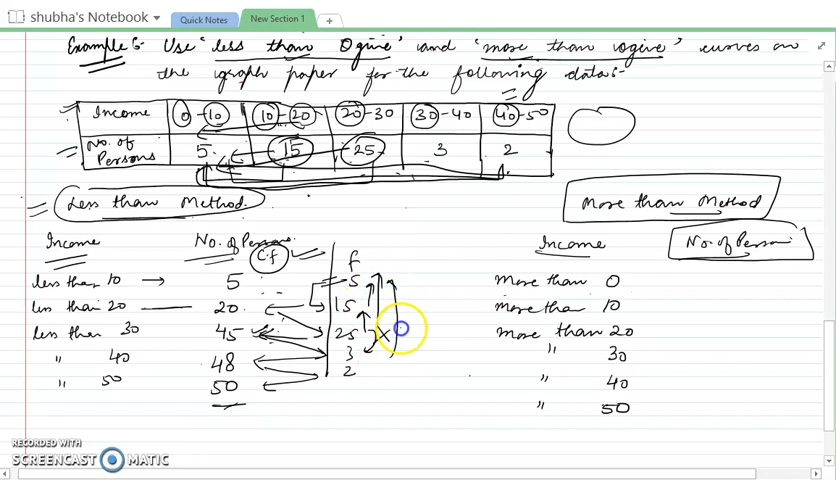 shubha's Notebook
Quick Notes
New Section 1
Example 6- Use "less than Ogive" and "more than ogive" curves on
the graph paper for the following data:-
Income 0-10 10-20 20-30 30-40 40-50
No. of Persons 5 15 25 3 2
Less than Method. More than Method
Income No. of Persons C.f f Income No. of Person
less than 10 5 5 More than 0
less than 20 20 15 more than 10
less than 30 45 25 x more than 20
" 40 48 3 " 30
" 50 50 2 " 40
" 50
RECORDED WITH
SCREENCAST MATIC